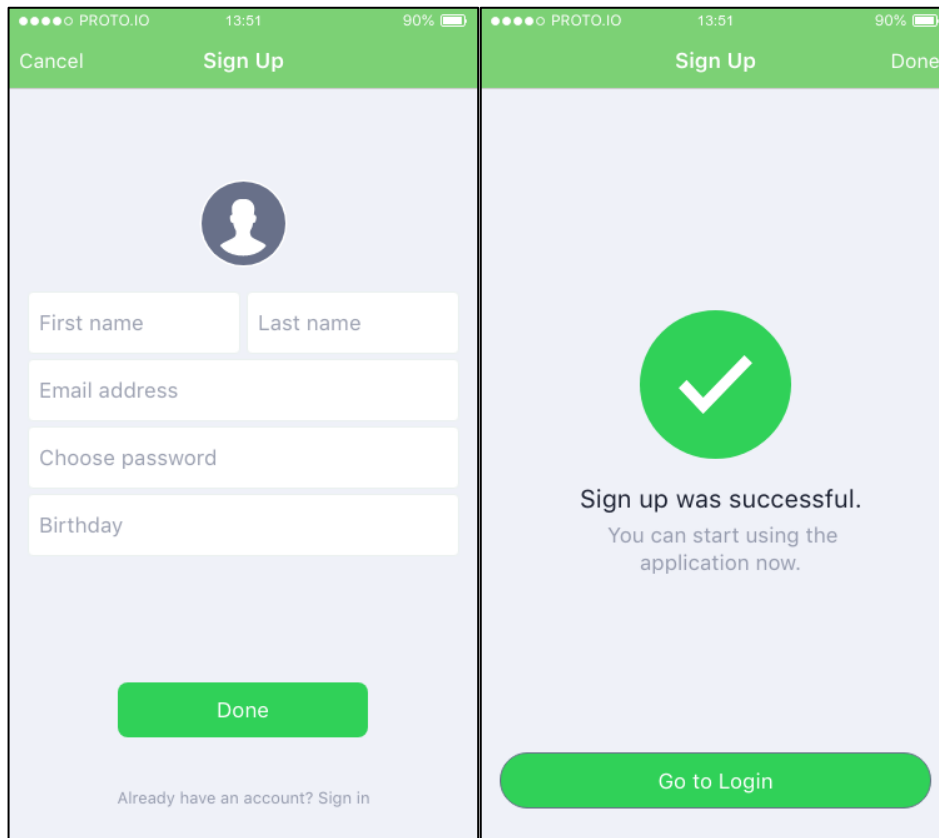 PROTO.IO 13:51 90%
Cancel Sign Up
First name Last name
Email address
Choose password
Birthday
Done
Already have an account? Sign in
PROTO.IO 13:51 90%
Sign Up Done
Sign up was successful.
You can start using the
application now.
Go to Login